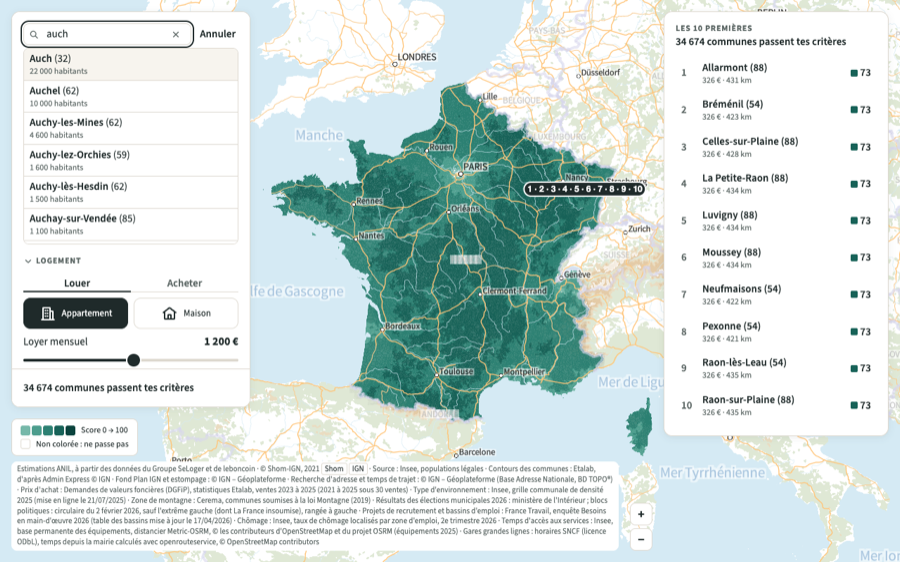 auch
Annuler
Auch (32)
22 000 habitants
Auchel (62)
10 000 habitants
Auchy-les-Mines (62)
4 600 habitants
Auchy-lez-Orchies (59)
1 600 habitants
Auchy-lès-Hesdin (62)
1 500 habitants
Auchay-sur-Vendée (85)
1 100 habitants
LOGEMENT
Louer
Acheter
Appartement
Maison
Loyer mensuel
1 200 €
34 674 communes passent tes critères
Score 0 → 100
Non colorée : ne passe pas
LONDRES
PAYS-BAS
Düsseldorf
Lille
BELGIQUE
Manche
LUXEMBOURG
Rouen
PARIS
Nancy
Strasbourg
1 · 2 · 3 · 4 · 5 · 6 · 7 · 8 · 9 · 10
Rennes
Orléans
Nantes
Zurich
SUISSE
Genève
Clermont Ferrand
lfe de Gascogne
Bordeaux
Toulouse
Montpellier
Mer de Ligu
ANDORRE
Barcelone
Porto
Mer Tyrrhénienne
Mer Ion
BERLIN
LES 10 PREMIÈRES
34 674 communes passent tes critères
1 Allarmont (88) 73
326 € · 431 km
2 Bréménil (54) 73
326 € · 423 km
3 Celles-sur-Plaine (88) 73
326 € · 428 km
4 La Petite-Raon (88) 73
326 € · 434 km
5 Luvigny (88) 73
326 € · 434 km
6 Moussey (88) 73
326 € · 434 km
7 Neufmaisons (54) 73
326 € · 422 km
8 Pexonne (54) 73
326 € · 421 km
9 Raon-lès-Leau (54) 73
326 € · 435 km
10 Raon-sur-Plaine (88) 73
326 € · 435 km
Estimations ANIL, à partir des données du Groupe SeLoger et de leboncoin · © Shom-IGN, 2021 Shom IGN · Source : Insee, populations légales · Contours des communes : Etalab,
d'après Admin Express © IGN · Fond Plan IGN et estompage : © IGN – Géoplateforme · Recherche d'adresse et temps de trajet : © IGN – Géoplateforme (Base Adresse Nationale, BD TOPO®)
· Prix d'achat : Demandes de valeurs foncières (DGFiP), statistiques Etalab, ventes 2023 à 2025 (2021 à 2025 sous 30 ventes) · Type d'environnement : Insee, grille communale de densité
2025 (mise en ligne le 21/07/2025) · Zone de montagne : Cerema, communes soumises à la loi Montagne (2019) · Résultats des élections municipales 2026 : ministère de l'Intérieur ; blocs
politiques : circulaire du 2 février 2026, sauf l'extrême gauche (dont La France insoumise), rangée à gauche · Projets de recrutement et bassins d'emploi : France Travail, enquête Besoins
en main-d'œuvre 2026 (table des bassins mise à jour le 17/04/2026) · Chômage : Insee, taux de chômage localisés par zone d'emploi, 2e trimestre 2026 · Temps d'accès aux services : Insee,
base permanente des équipements, distancier Metric-OSRM, © les contributeurs d'OpenStreetMap et du projet OSRM (équipements 2025) · Gares grandes lignes : horaires SNCF (licence
ODbL), temps depuis la mairie calculés avec openrouteservice, © OpenStreetMap contributors
+
−